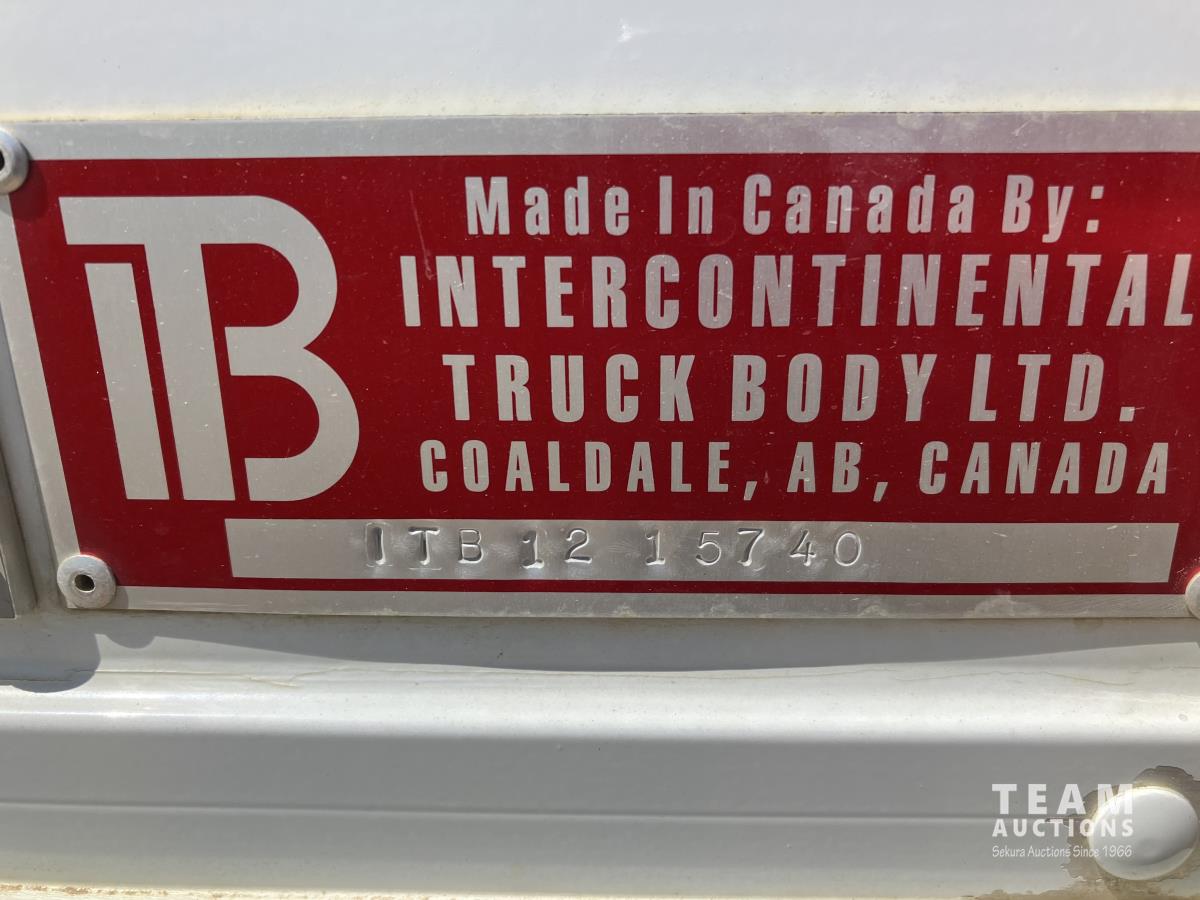 ITB
Made In Canada By:
INTERCONTINENTAL
TRUCK BODY LTD.
COALDALE, AB, CANADA
ITB 12 15740
TEAM
AUCTIONS
Sekura Auctions Since 1966